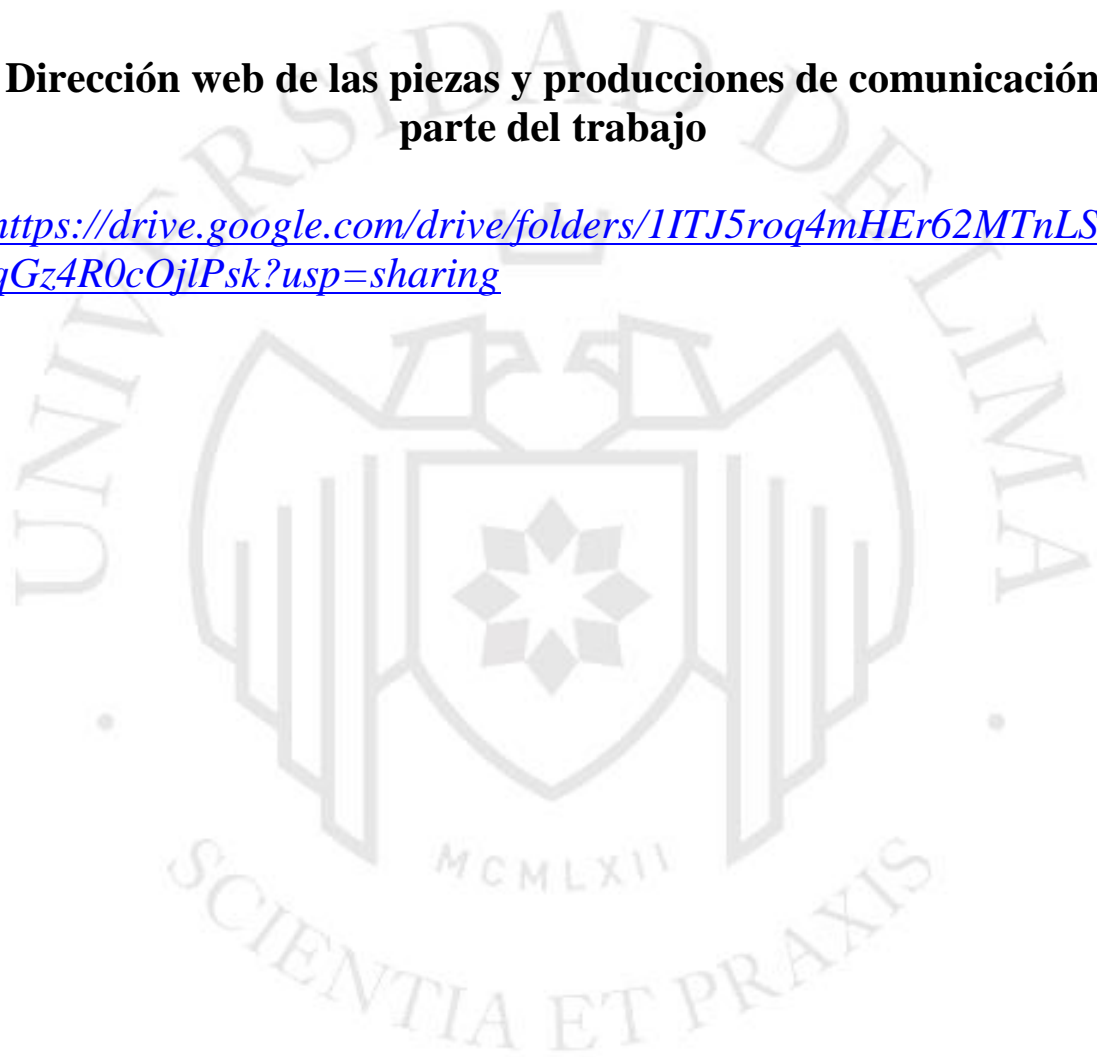 Dirección web de las piezas y producciones de comunicación
parte del trabajo
https://drive.google.com/drive/folders/1ITJ5roq4mHEr62MTnLS
qGz4R0cOjlPsk?usp=sharing
UNIVERSIDAD DE LIMA
MCMLXII
SCIENTIA ET PRAXIS